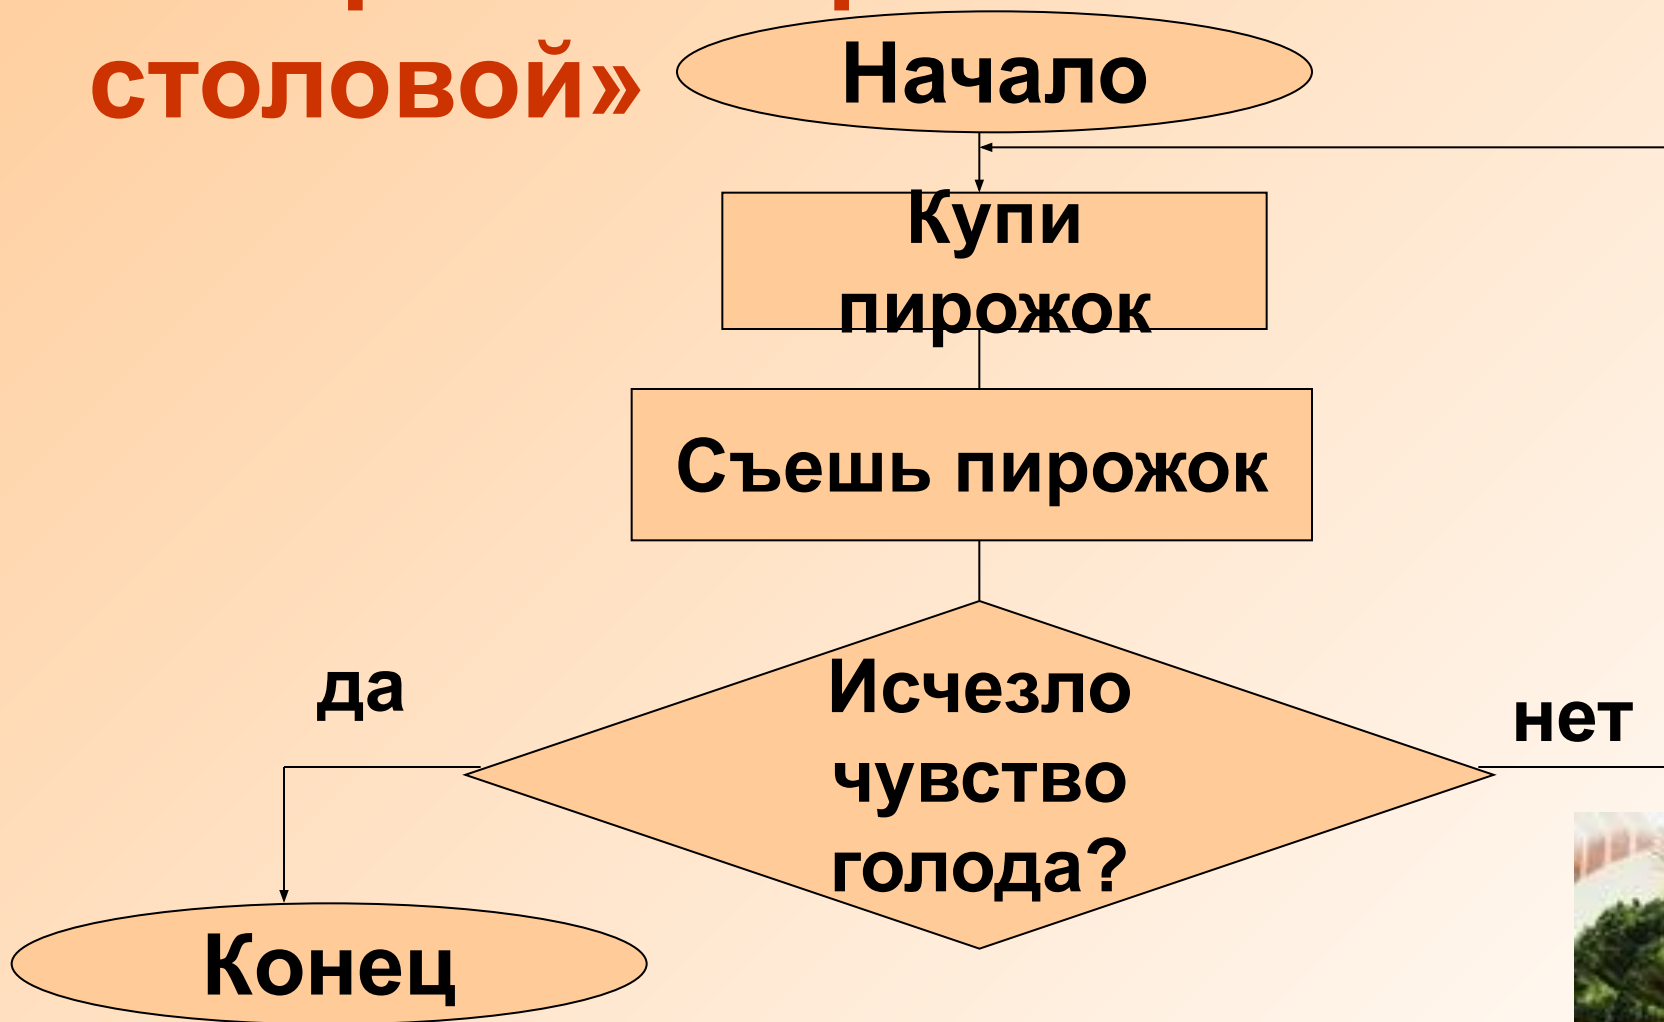 столовой»
Начало
Купи
пирожок
Съешь пирожок
Исчезло
чувство
голода?
да
нет
Конец